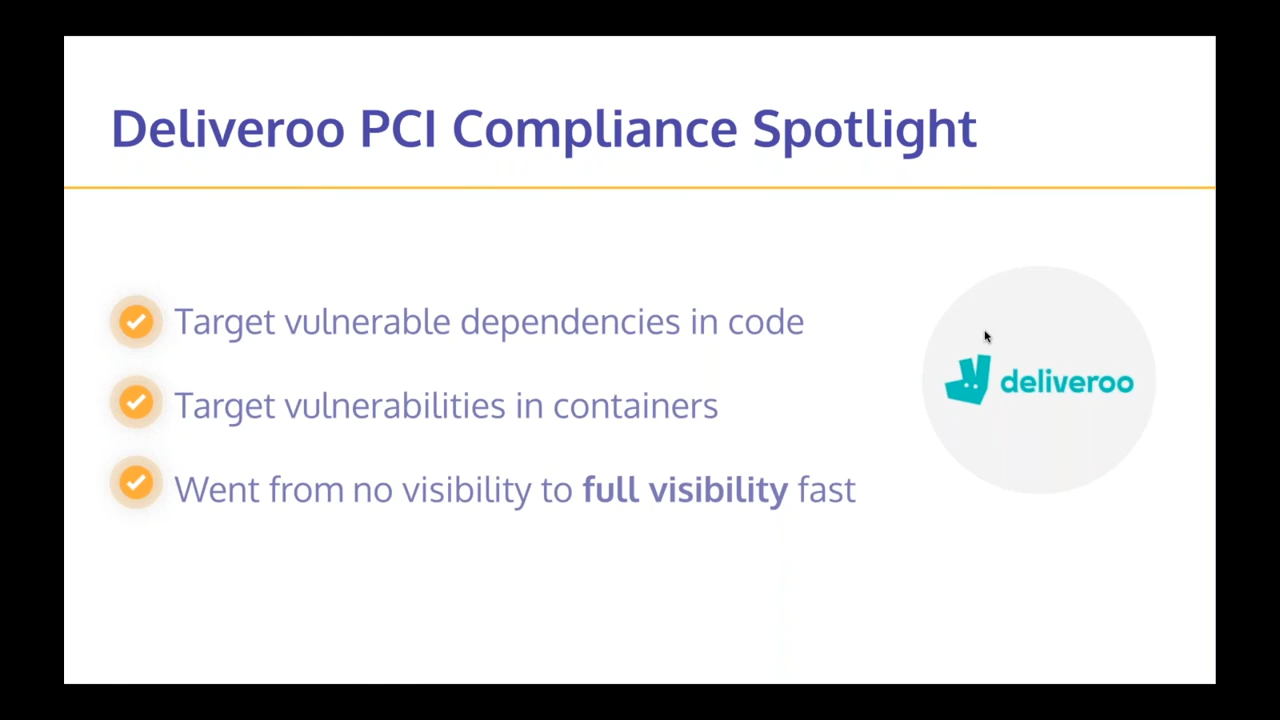 Deliveroo PCI Compliance Spotlight
Target vulnerable dependencies in code
Target vulnerabilities in containers
Went from no visibility to full visibility fast
deliveroo